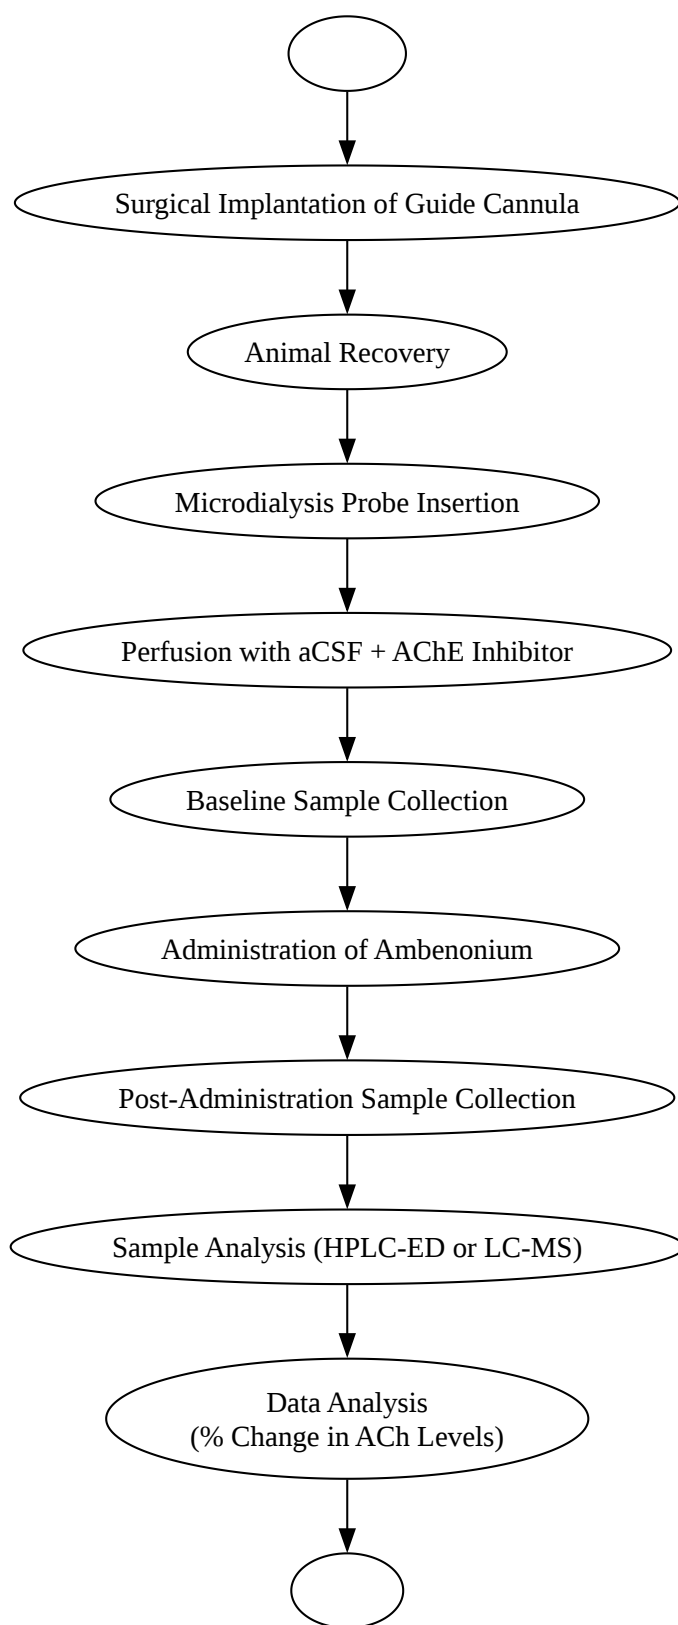 Surgical Implantation of Guide Cannula
Animal Recovery
Microdialysis Probe Insertion
Perfusion with aCSF + AChE Inhibitor
Baseline Sample Collection
Administration of Ambenonium
Post-Administration Sample Collection
Sample Analysis (HPLC-ED or LC-MS)
Data Analysis
(% Change in ACh Levels)